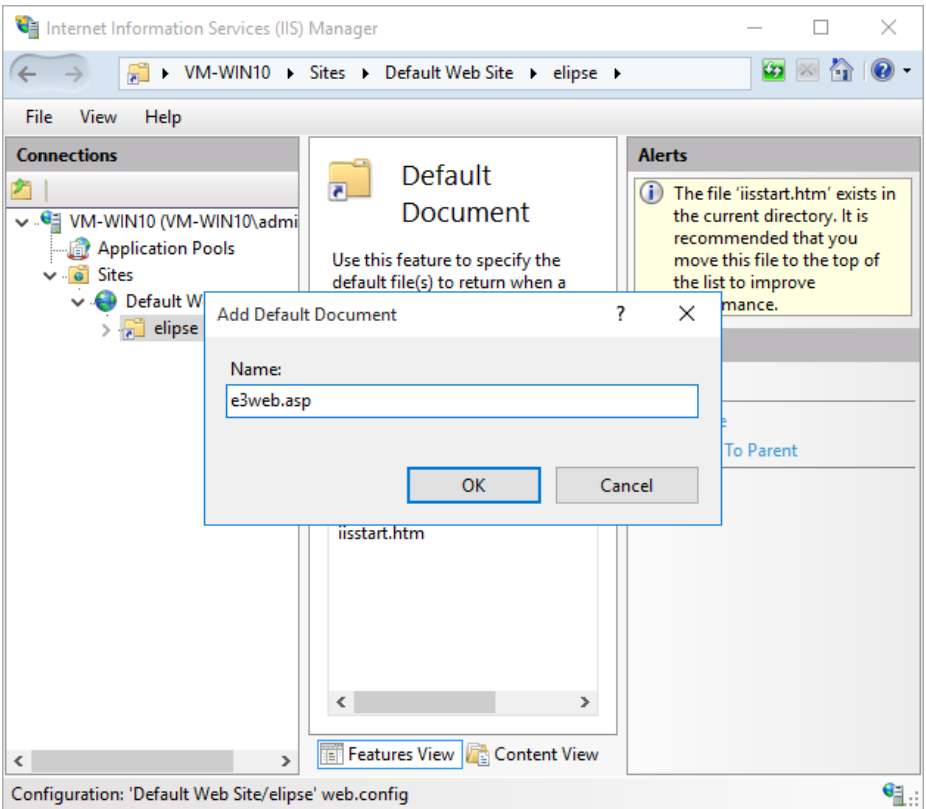 Internet Information Services (IIS) Manager
VM-WIN10 Sites Default Web Site elipse
File View Help
Connections
VM-WIN10 (VM-WIN10\admi
Application Pools
Sites
Default W
elipse
Default
Document
Use this feature to specify the
default file(s) to return when a
iisstart.htm
Features View Content View
Alerts
The file 'iisstart.htm' exists in
the current directory. It is
recommended that you
move this file to the top of
the list to improve
mance.
To Parent
Add Default Document ?
Name:
e3web.asp
OK Cancel
Configuration: 'Default Web Site/elipse' web.config